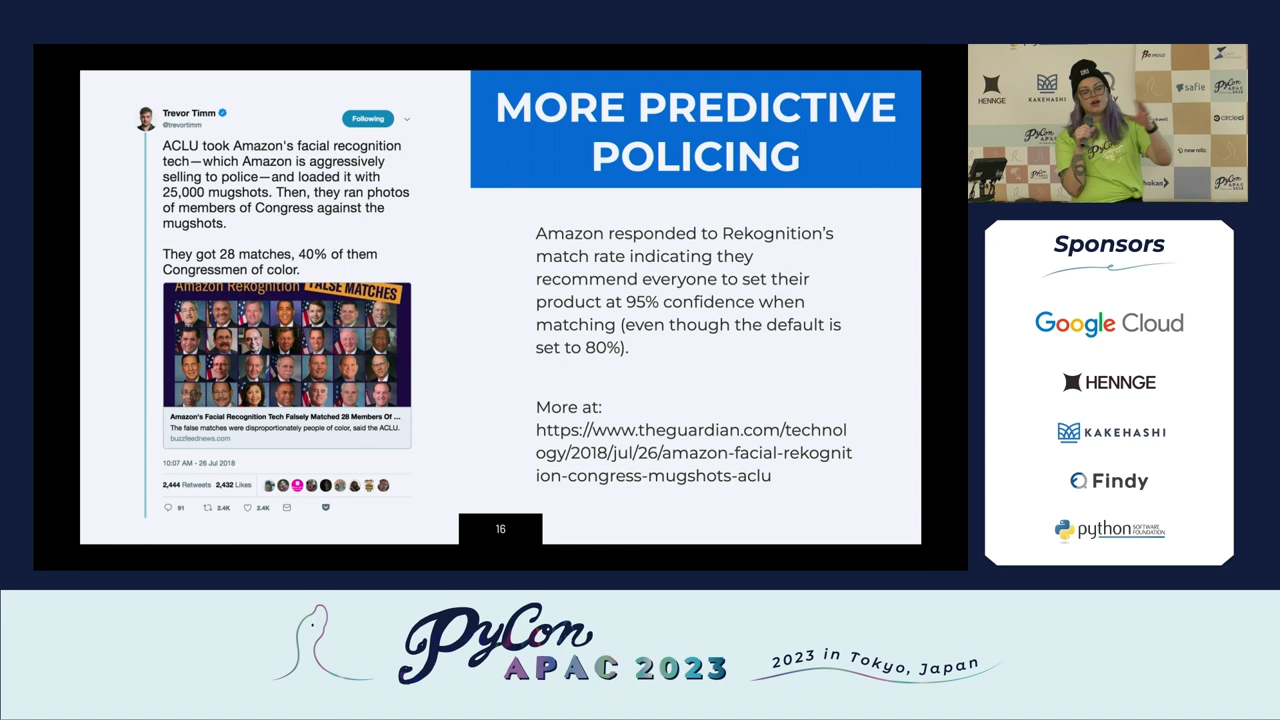 MORE PREDICTIVE
POLICING
Trevor Timm
@trevortimm
Following
ACLU took Amazon's facial recognition
tech—which Amazon is aggressively
selling to police—and loaded it with
25,000 mugshots. Then, they ran photos
of members of Congress against the
mugshots.
They got 28 matches, 40% of them
Congressmen of color.
Amazon Rekognition FALSE MATCHES
Amazon's Facial Recognition Tech Falsely Matched 28 Members Of ...
The false matches were disproportionately people of color, said the ACLU.
buzzfeednews.com
10:07 AM - 26 Jul 2018
2,444 Retweets 2,432 Likes
91 2.4K 2.4K
Amazon responded to Rekognition's
match rate indicating they
recommend everyone to set their
product at 95% confidence when
matching (even though the default is
set to 80%).
More at:
https://www.theguardian.com/technol
ogy/2018/jul/26/amazon-facial-rekognit
ion-congress-mugshots-aclu
16
HENNGE
KAKEHASHI
safie
PyCon
circleci
new relic
Sponsors
Google Cloud
HENNGE
KAKEHASHI
Findy
python SOFTWARE
FOUNDATION
PyCon
APAC 2023
2023 in Tokyo, Japan